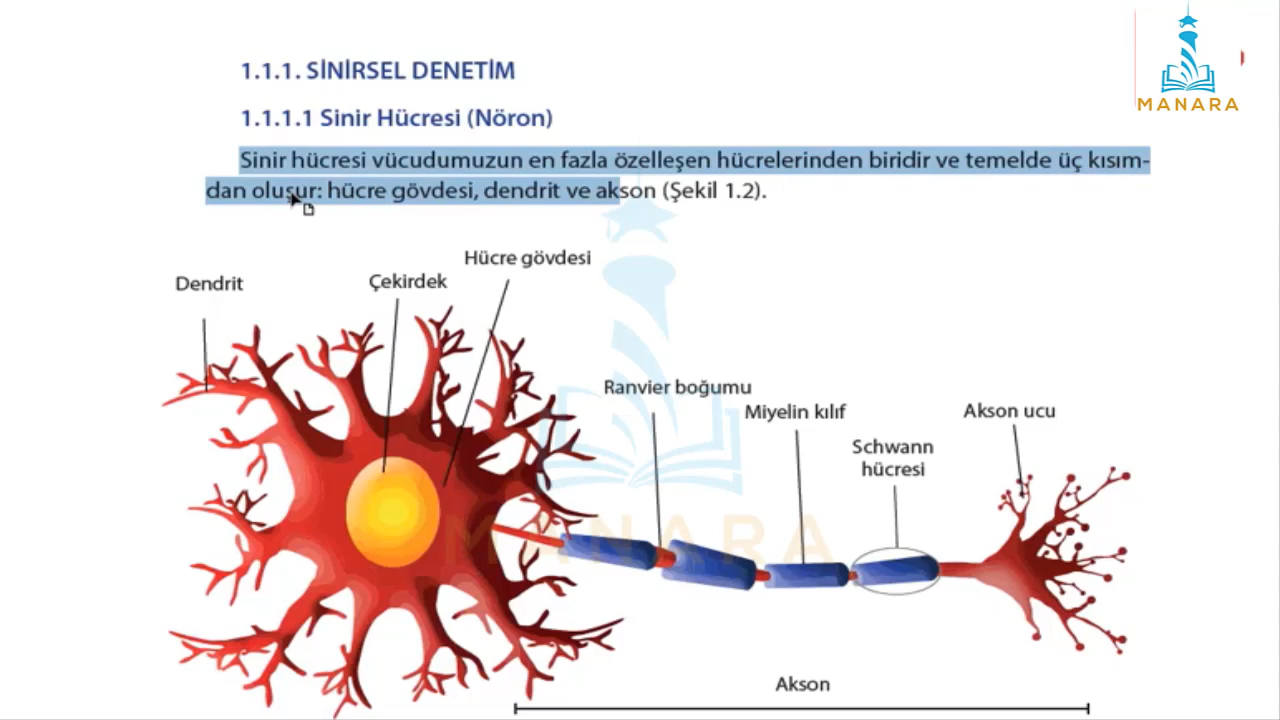 MANARA
1.1.1. SİNİRSEL DENETİM
1.1.1.1 Sinir Hücresi (Nöron)
Sinir hücresi vücudumuzun en fazla özelleşen hücrelerinden biridir ve temelde üç kısım-
dan oluşur: hücre gövdesi, dendrit ve akson (Şekil 1.2).
Hücre gövdesi
Dendrit
Çekirdek
Ranvier boğumu
Miyelin kılıf
Akson ucu
Schwann
hücresi
MANARA
Akson